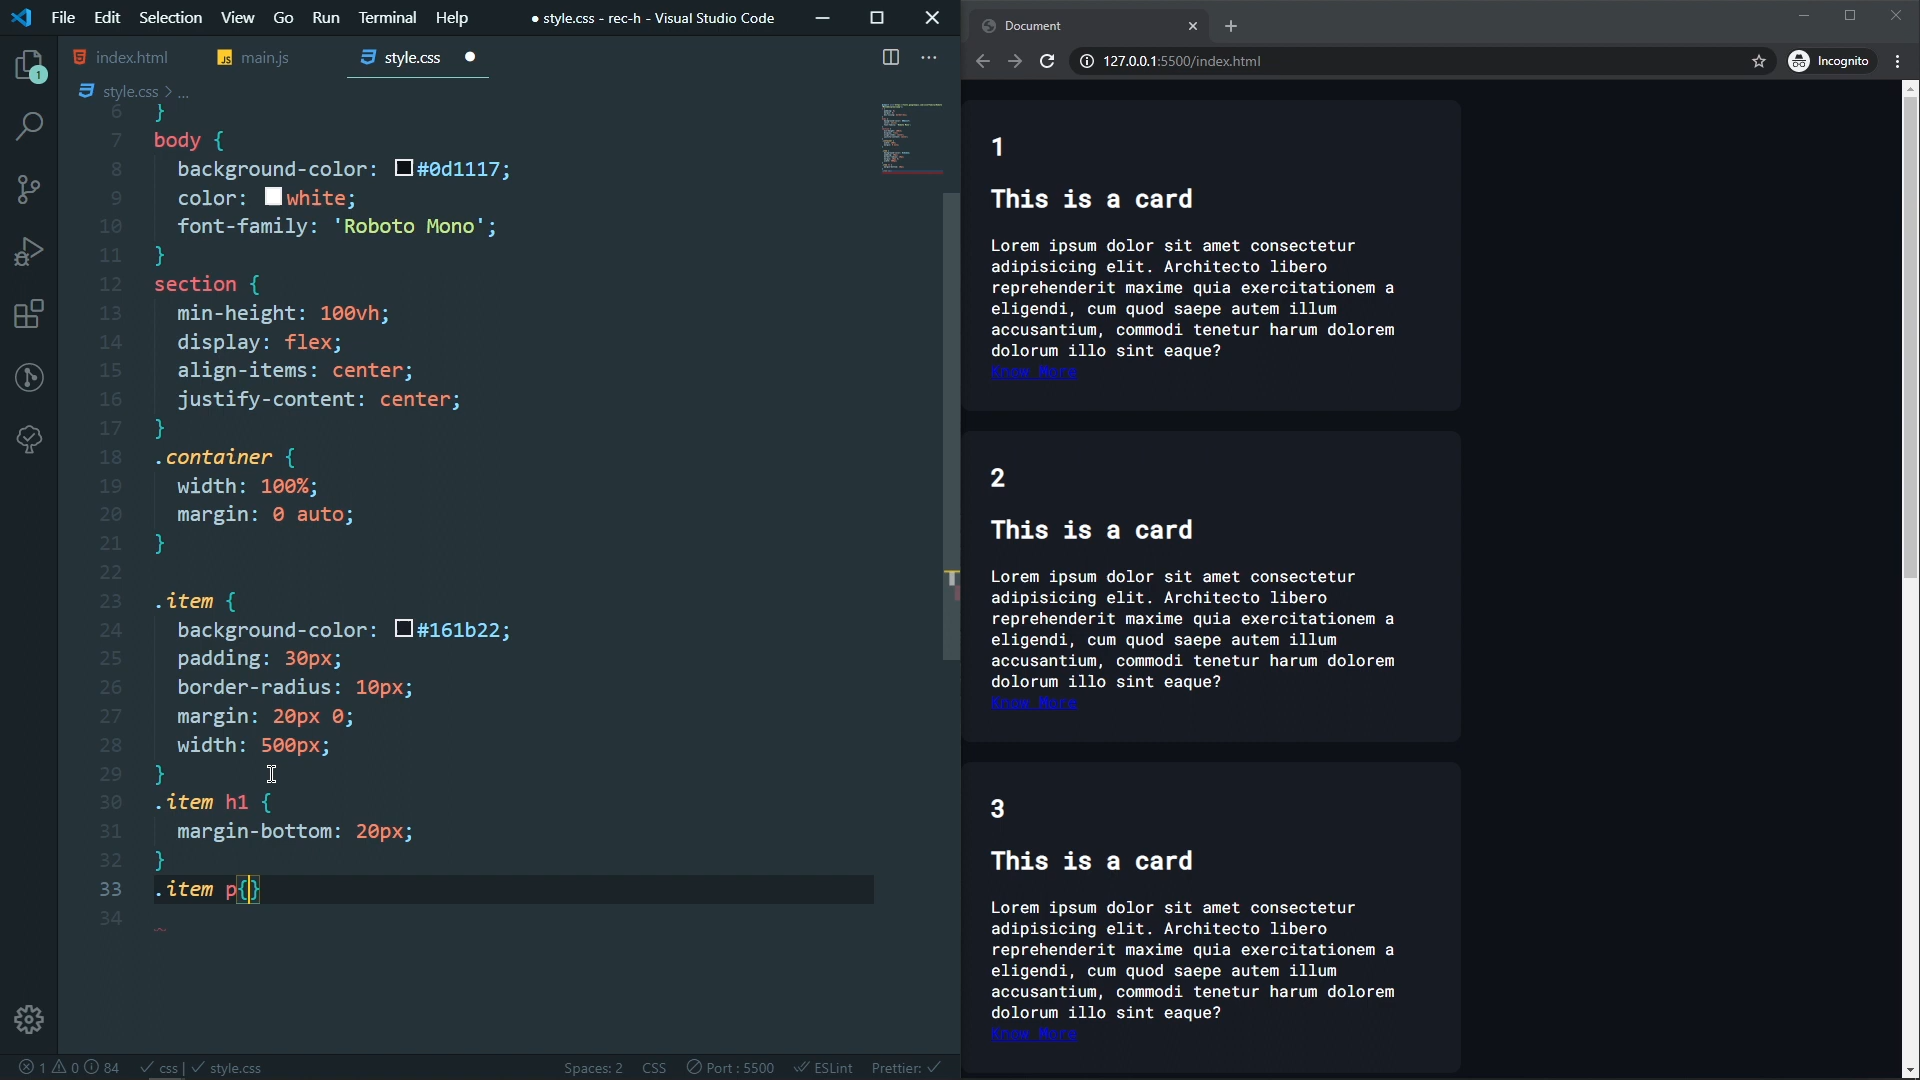 File Edit Selection View Go Run Terminal Help
● style.css - rec-h - Visual Studio Code
index.html JS main.js style.css
style.css > ...
6 }
7 body {
8 background-color: #0d1117;
9 color: white;
10 font-family: 'Roboto Mono';
11 }
12 section {
13 min-height: 100vh;
14 display: flex;
15 align-items: center;
16 justify-content: center;
17 }
18 .container {
19 width: 100%;
20 margin: 0 auto;
21 }
22
23 .item {
24 background-color: #161b22;
25 padding: 30px;
26 border-radius: 10px;
27 margin: 20px 0;
28 width: 500px;
29 }
30 .item h1 {
31 margin-bottom: 20px;
32 }
33 .item p{}
34
1
1 0 84 css | style.css
Spaces: 2 CSS Port : 5500 ESLint Prettier:
Document
127.0.0.1:5500/index.html
Incognito
1
This is a card
Lorem ipsum dolor sit amet consectetur
adipisicing elit. Architecto libero
reprehenderit maxime quia exercitationem a
eligendi, cum quod saepe autem illum
accusantium, commodi tenetur harum dolorem
dolorum illo sint eaque?
Know More
2
This is a card
Lorem ipsum dolor sit amet consectetur
adipisicing elit. Architecto libero
reprehenderit maxime quia exercitationem a
eligendi, cum quod saepe autem illum
accusantium, commodi tenetur harum dolorem
dolorum illo sint eaque?
Know More
3
This is a card
Lorem ipsum dolor sit amet consectetur
adipisicing elit. Architecto libero
reprehenderit maxime quia exercitationem a
eligendi, cum quod saepe autem illum
accusantium, commodi tenetur harum dolorem
dolorum illo sint eaque?
Know More